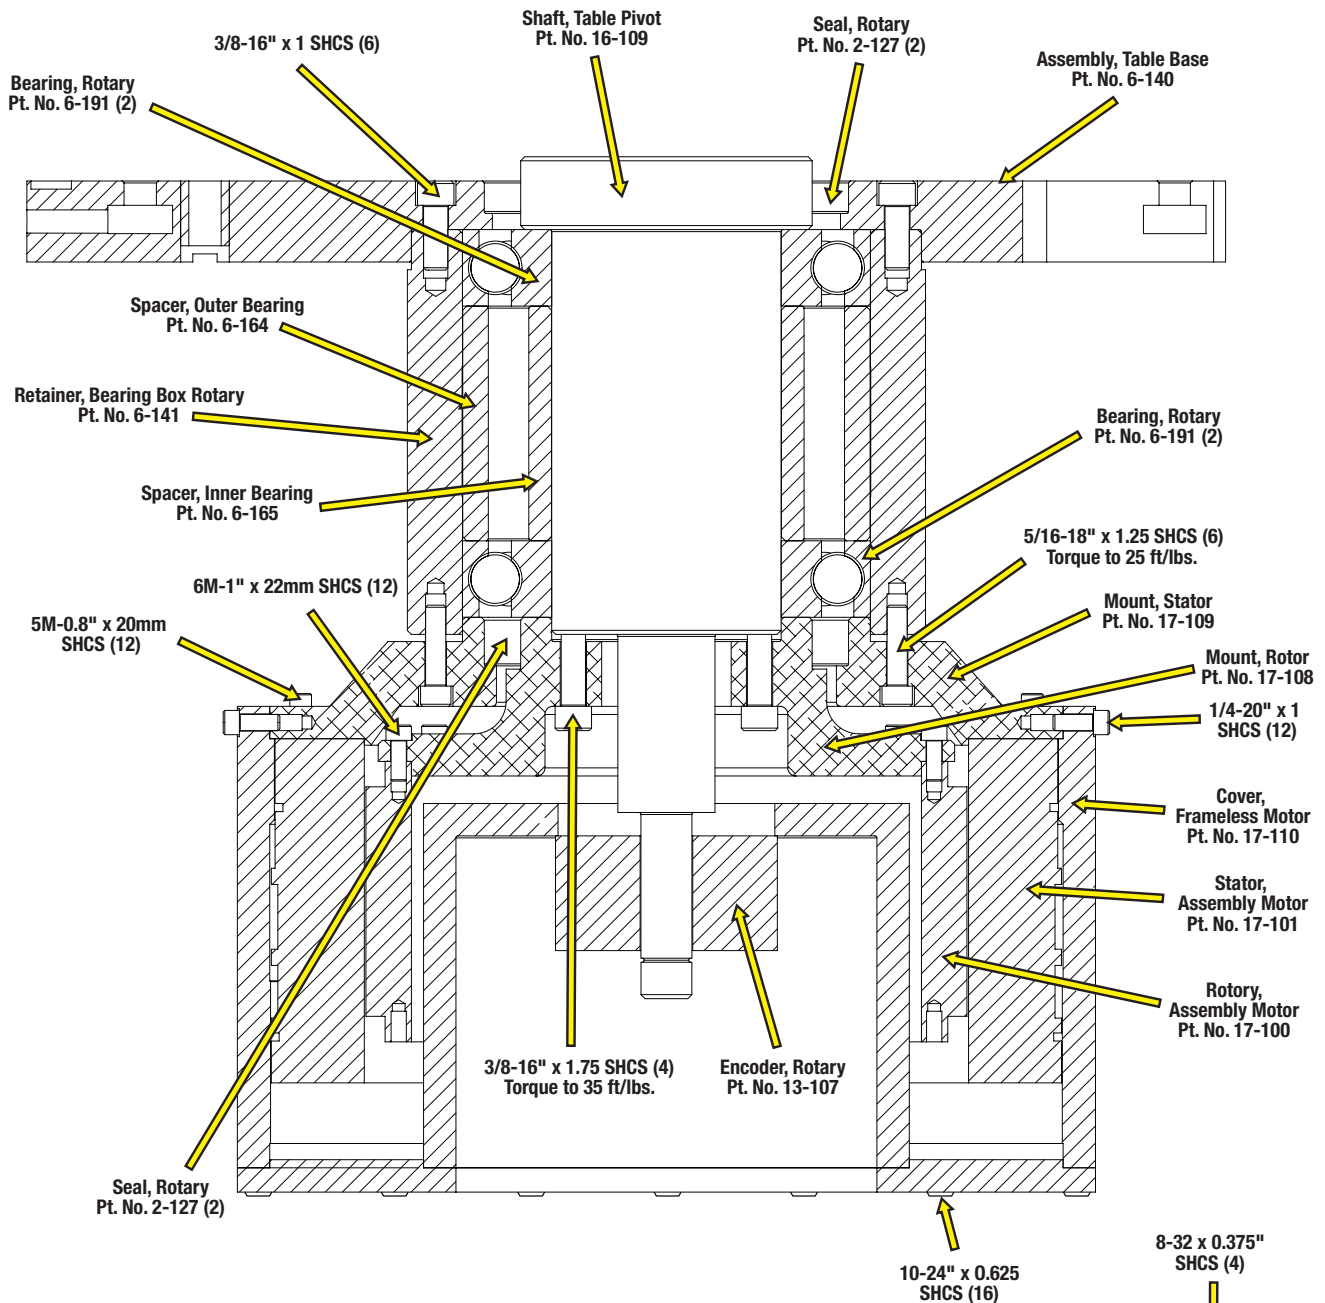 Shaft, Table Pivot
Pt. No. 16-109
Seal, Rotary
Pt. No. 2-127 (2)
3/8-16" x 1 SHCS (6)
Assembly, Table Base
Pt. No. 6-140
Bearing, Rotary
Pt. No. 6-191 (2)
Spacer, Outer Bearing
Pt. No. 6-164
Retainer, Bearing Box Rotary
Pt. No. 6-141
Bearing, Rotary
Pt. No. 6-191 (2)
Spacer, Inner Bearing
Pt. No. 6-165
5/16-18" x 1.25 SHCS (6)
Torque to 25 ft/lbs.
6M-1" x 22mm SHCS (12)
Mount, Stator
Pt. No. 17-109
5M-0.8" x 20mm
SHCS (12)
Mount, Rotor
Pt. No. 17-108
1/4-20" x 1
SHCS (12)
Cover,
Frameless Motor
Pt. No. 17-110
Stator,
Assembly Motor
Pt. No. 17-101
Rotory,
Assembly Motor
Pt. No. 17-100
3/8-16" x 1.75 SHCS (4)
Torque to 35 ft/lbs.
Encoder, Rotary
Pt. No. 13-107
Seal, Rotary
Pt. No. 2-127 (2)
10-24" x 0.625
SHCS (16)
8-32 x 0.375"
SHCS (4)